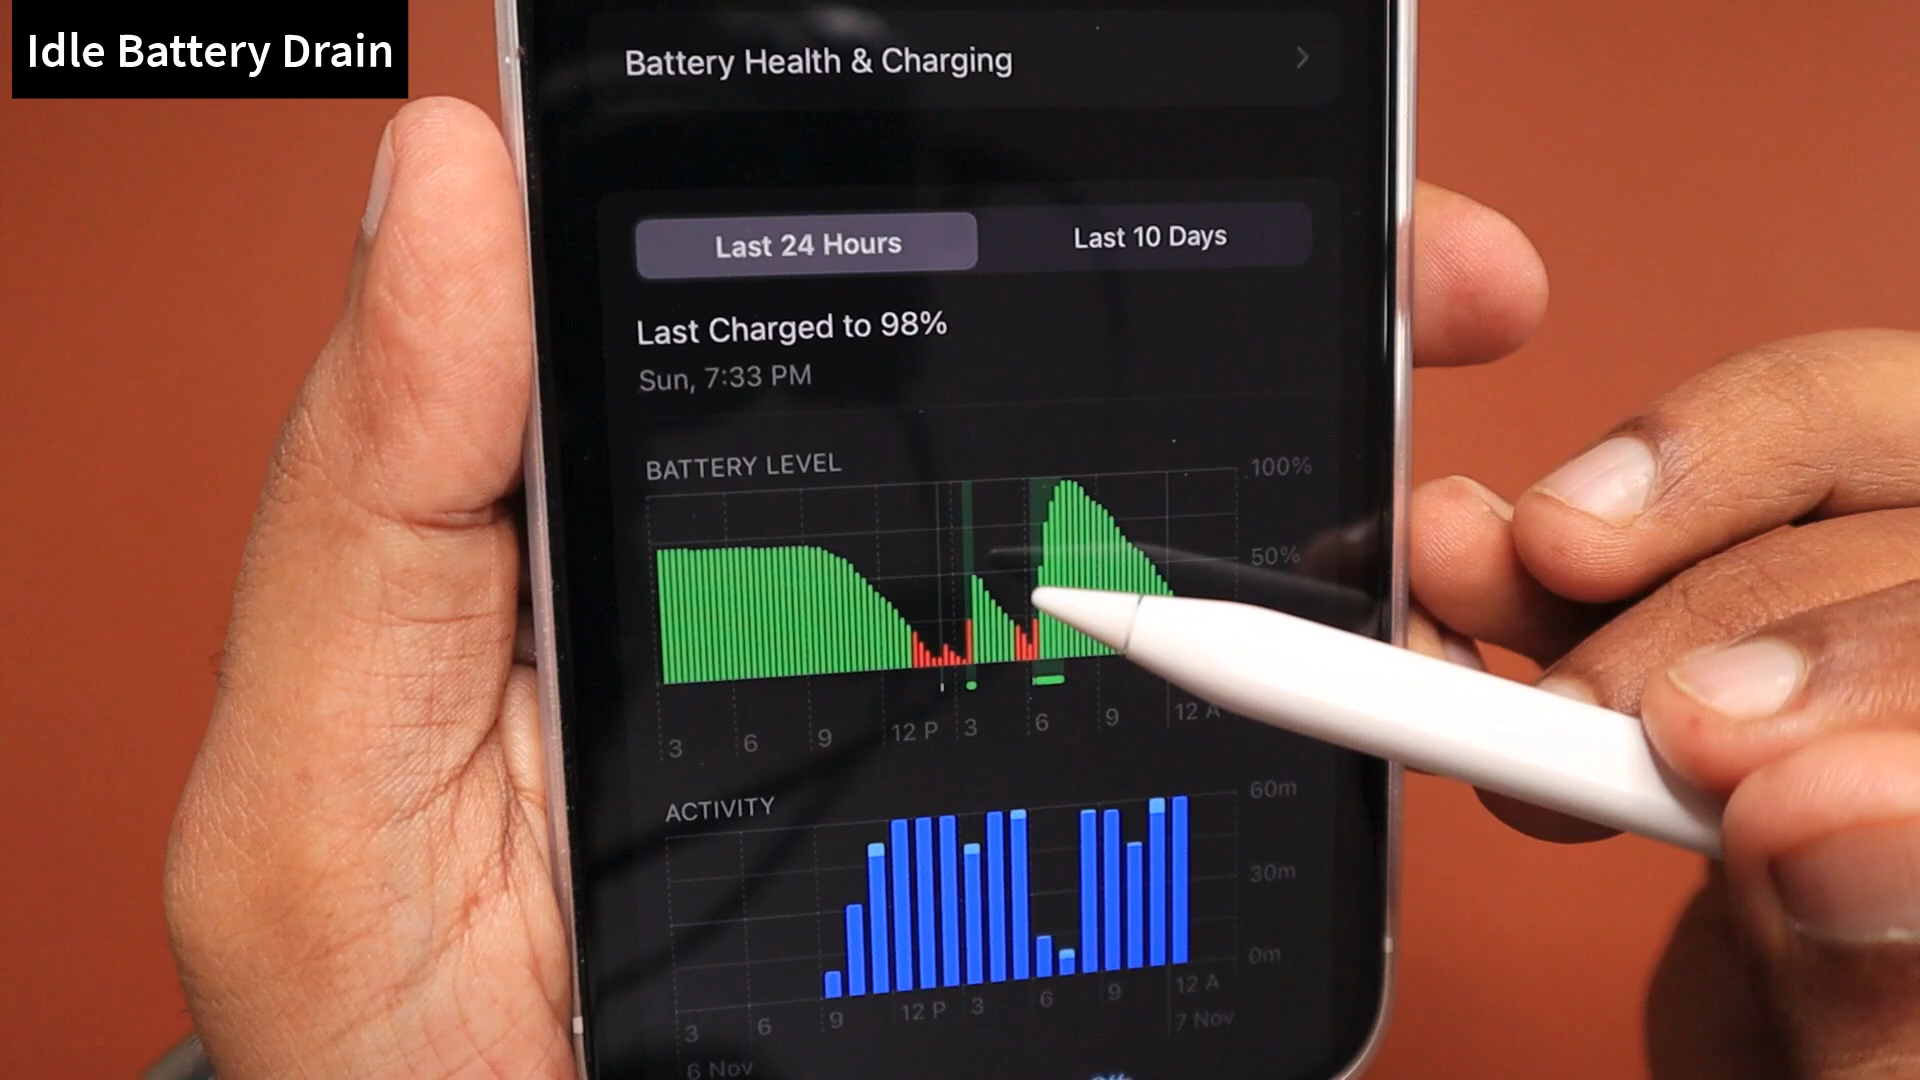 Idle Battery Drain
Battery Health & Charging
Last 24 Hours
Last 10 Days
Last Charged to 98%
Sun, 7:33 PM
BATTERY LEVEL
100%
50%
3 6 9 12 P 3 6 9 12 A
ACTIVITY
60m
30m
0m
3 6 9 12 P 3 6 9 12 A
6 Nov 7 Nov